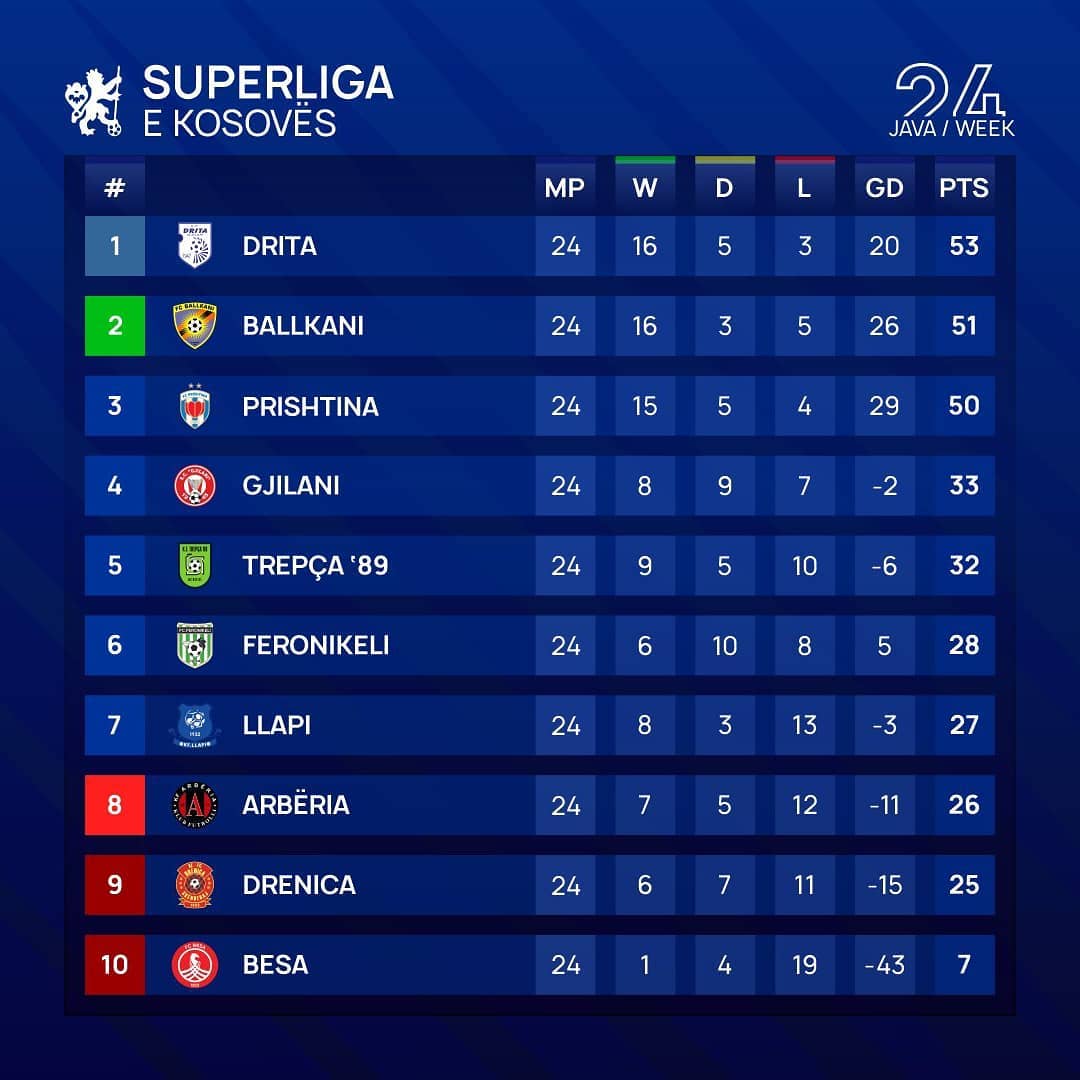 SUPERLIGA
E KOSOVËS
24
JAVA / WEEK
# MP W D L GD PTS
1 DRITA 24 16 5 3 20 53
2 BALLKANI 24 16 3 5 26 51
3 PRISHTINA 24 15 5 4 29 50
4 GJILANI 24 8 9 7 -2 33
5 TREPÇA ‘89 24 9 5 10 -6 32
6 FERONIKELI 24 6 10 8 5 28
7 LLAPI 24 8 3 13 -3 27
8 ARBËRIA 24 7 5 12 -11 26
9 DRENICA 24 6 7 11 -15 25
10 BESA 24 1 4 19 -43 7